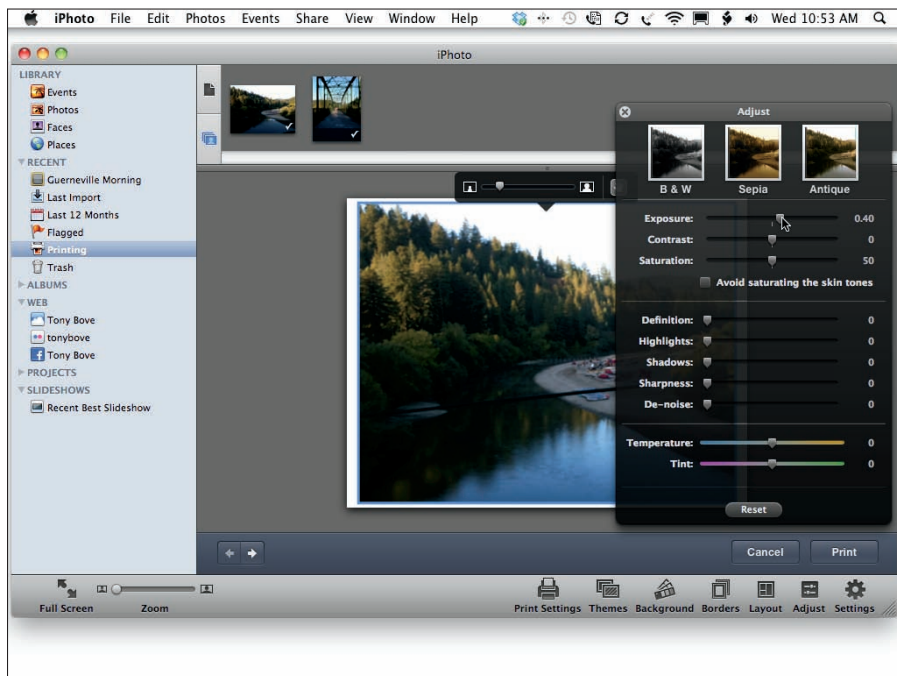 iPhoto File Edit Photos Events Share View Window Help Wed 10:53 AM
iPhoto
LIBRARY
Events
Photos
Faces
Places
RECENT
Guerneville Morning
Last Import
Last 12 Months
Flagged
Printing
Trash
ALBUMS
WEB
Tony Bove
tonybove
Tony Bove
PROJECTS
SLIDESHOWS
Recent Best Slideshow
Adjust
B & W Sepia Antique
Exposure: 0.40
Contrast: 0
Saturation: 50
Avoid saturating the skin tones
Definition: 0
Highlights: 0
Shadows: 0
Sharpness: 0
De-noise: 0
Temperature: 0
Tint: 0
Reset
Cancel Print
Full Screen Zoom Print Settings Themes Background Borders Layout Adjust Settings